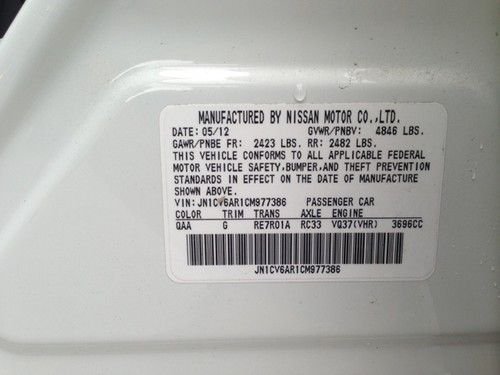 MANUFACTURED BY NISSAN MOTOR CO.,LTD.
DATE: 05/12 GVWR/PNBV: 4846 LBS.
GAWR/PNBE FR: 2423 LBS. RR: 2482 LBS.
THIS VEHICLE CONFORMS TO ALL APPLICABLE FEDERAL
MOTOR VEHICLE SAFETY,BUMPER,AND THEFT PREVENTION
STANDARDS IN EFFECT ON THE DATE OF MANUFACTURE
SHOWN ABOVE.
VIN: JN1CV6AR1CM977386 PASSENGER CAR
COLOR TRIM TRANS AXLE ENGINE
QAA G RE7R01A RC33 VQ37(VHR) 3696CC
JN1CV6AR1CM977386